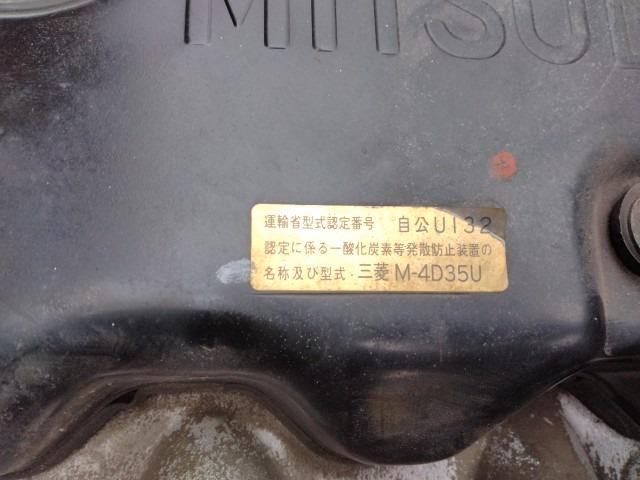 MITSU
運輸省型式認定番号 自公U132
認定に係る一酸化炭素等発散防止装置の
名称及び型式・三菱 M-4D35U